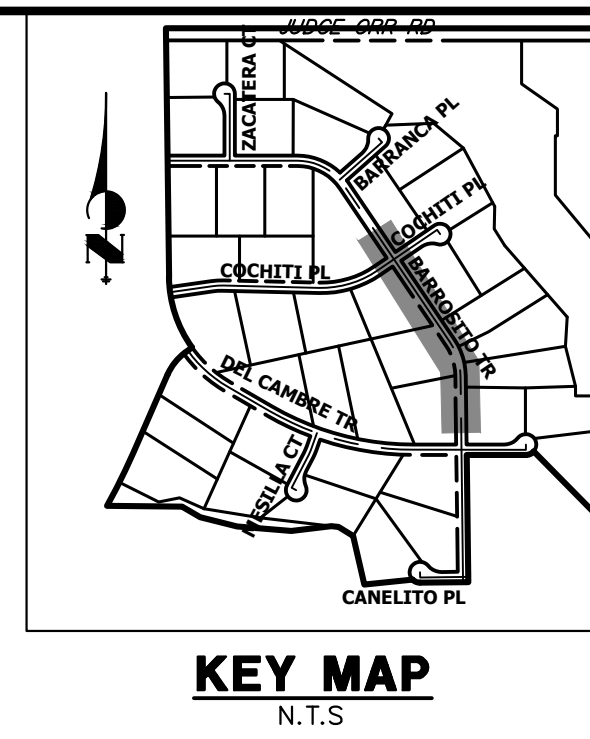 JUDGE ORR RD
ZACATERA CT
BARRANCA PL
COCHITI PL
COCHITI PL
BARROSITO TR
N
DEL CAMBRE TR
MESILLA CT
CANELITO PL
KEY MAP
N.T.S